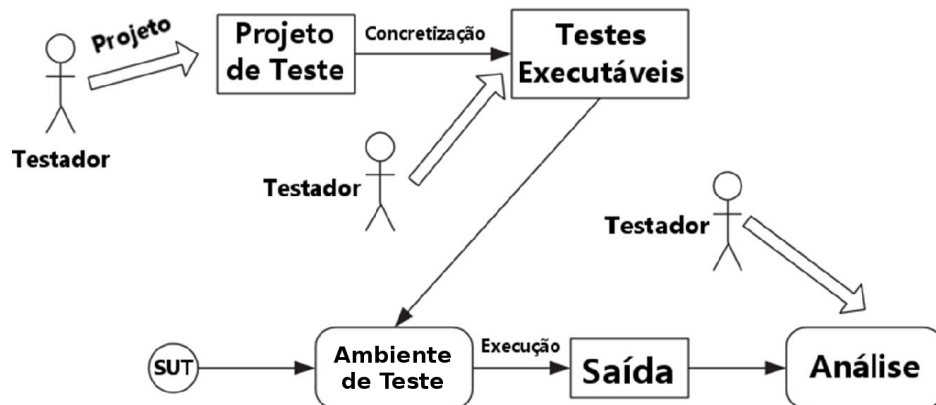 Projeto
Projeto
de Teste
Concretização
Testes
Executáveis
Testador
Testador
Testador
SUT
Ambiente
de Teste
Execução
Saída
Análise